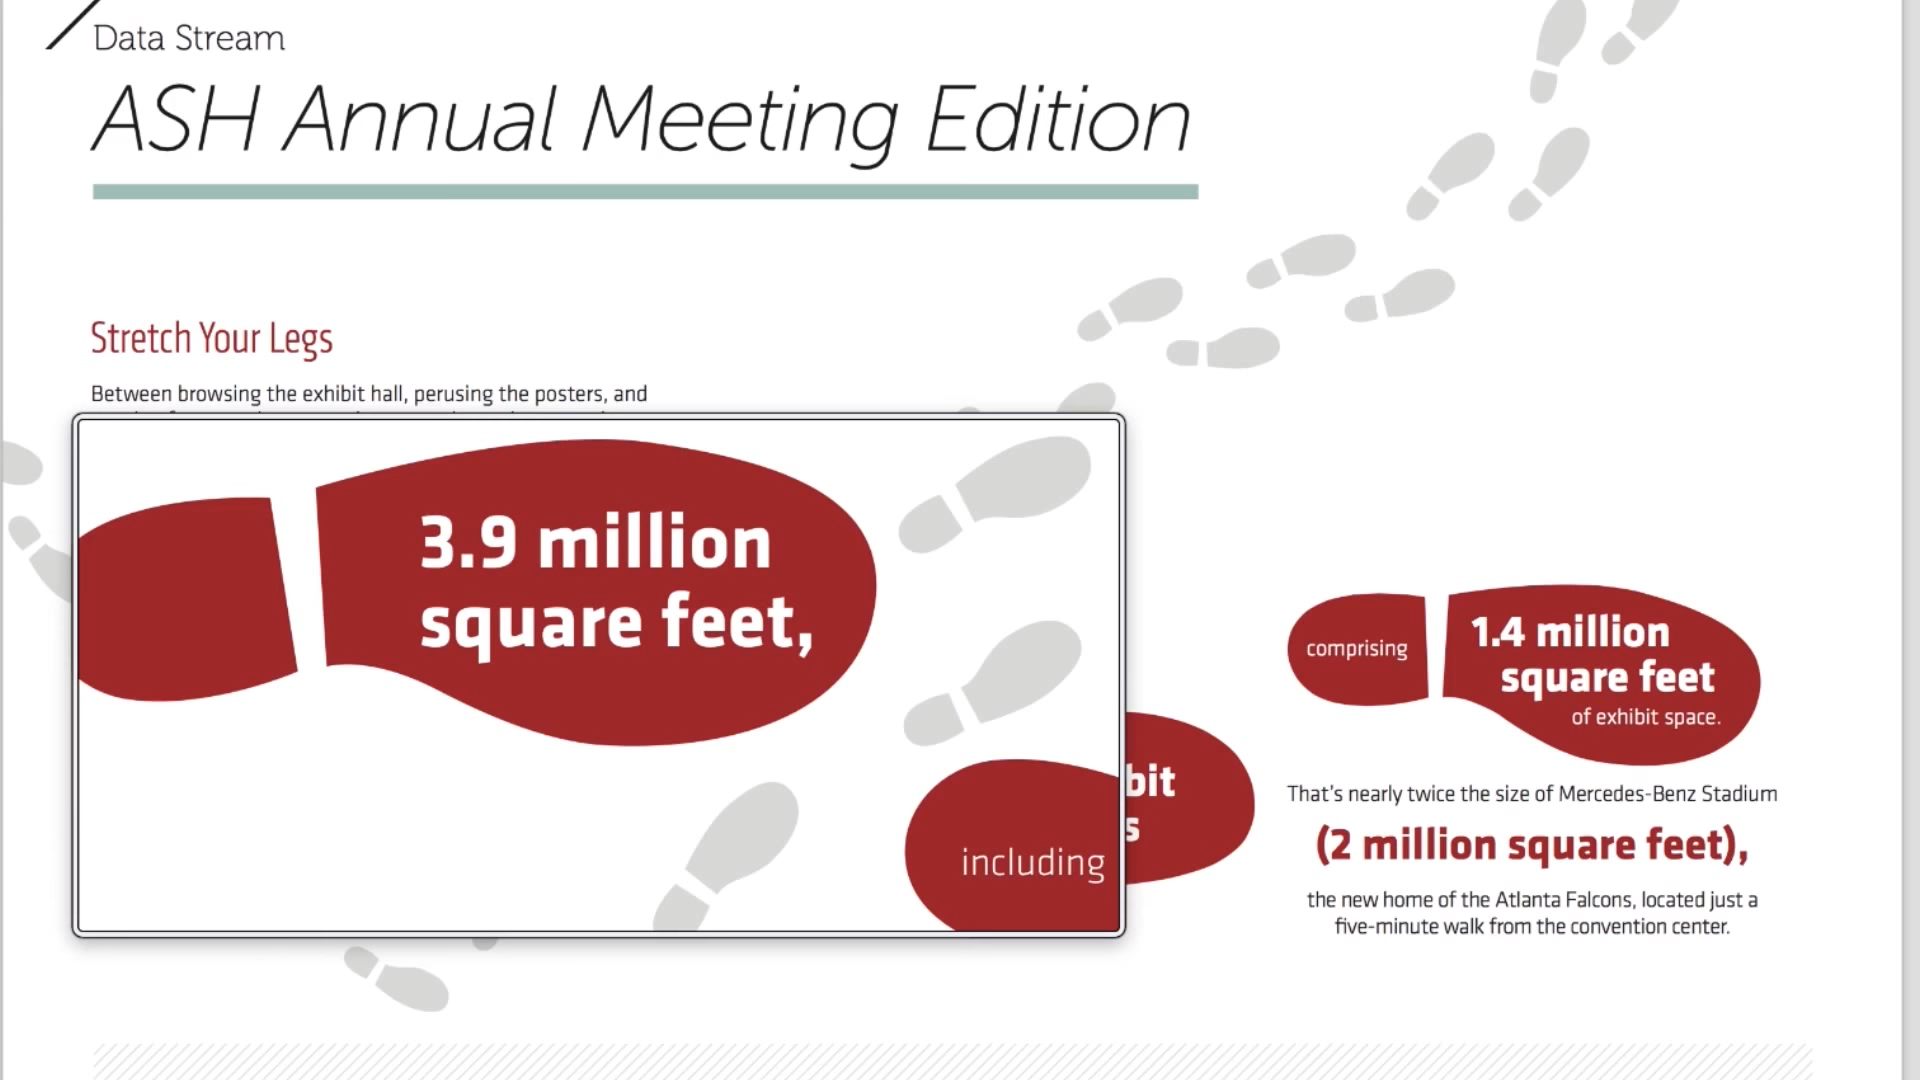 Data Stream
ASH Annual Meeting Edition
Stretch Your Legs
Between browsing the exhibit hall, perusing the posters, and
3.9 million
square feet,
including
bit
s
comprising
1.4 million
square feet
of exhibit space.
That's nearly twice the size of Mercedes-Benz Stadium
(2 million square feet),
the new home of the Atlanta Falcons, located just a
five-minute walk from the convention center.